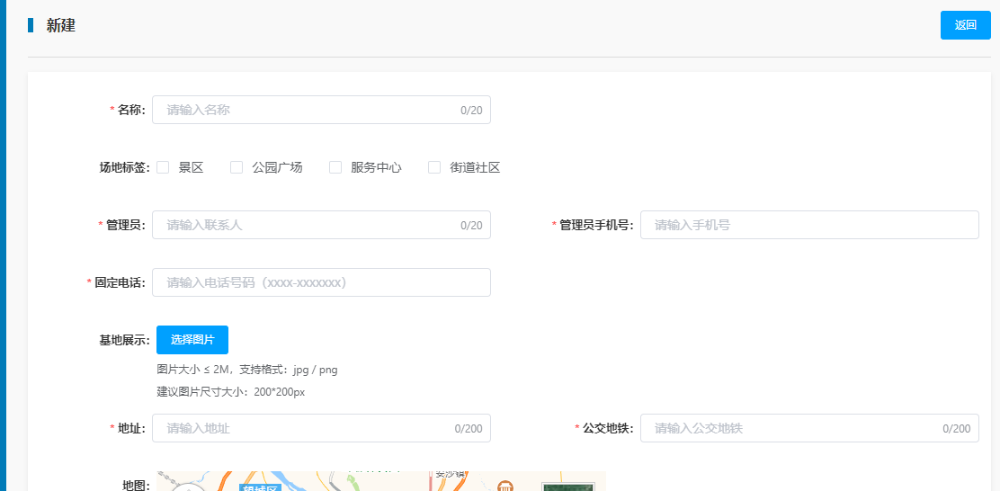 新建
返回
* 名称： 请输入名称 0/20
场地标签： 景区 公园广场 服务中心 街道社区
* 管理员： 请输入联系人 0/20 * 管理员手机号： 请输入手机号
* 固定电话： 请输入电话号码（xxxx-xxxxxxx）
基地展示： 选择图片
图片大小 ≤ 2M，支持格式：jpg / png
建议图片尺寸大小：200*200px
* 地址： 请输入地址 0/200 * 公交地铁： 请输入公交地铁 0/200
安沙镇
地图： 望城区